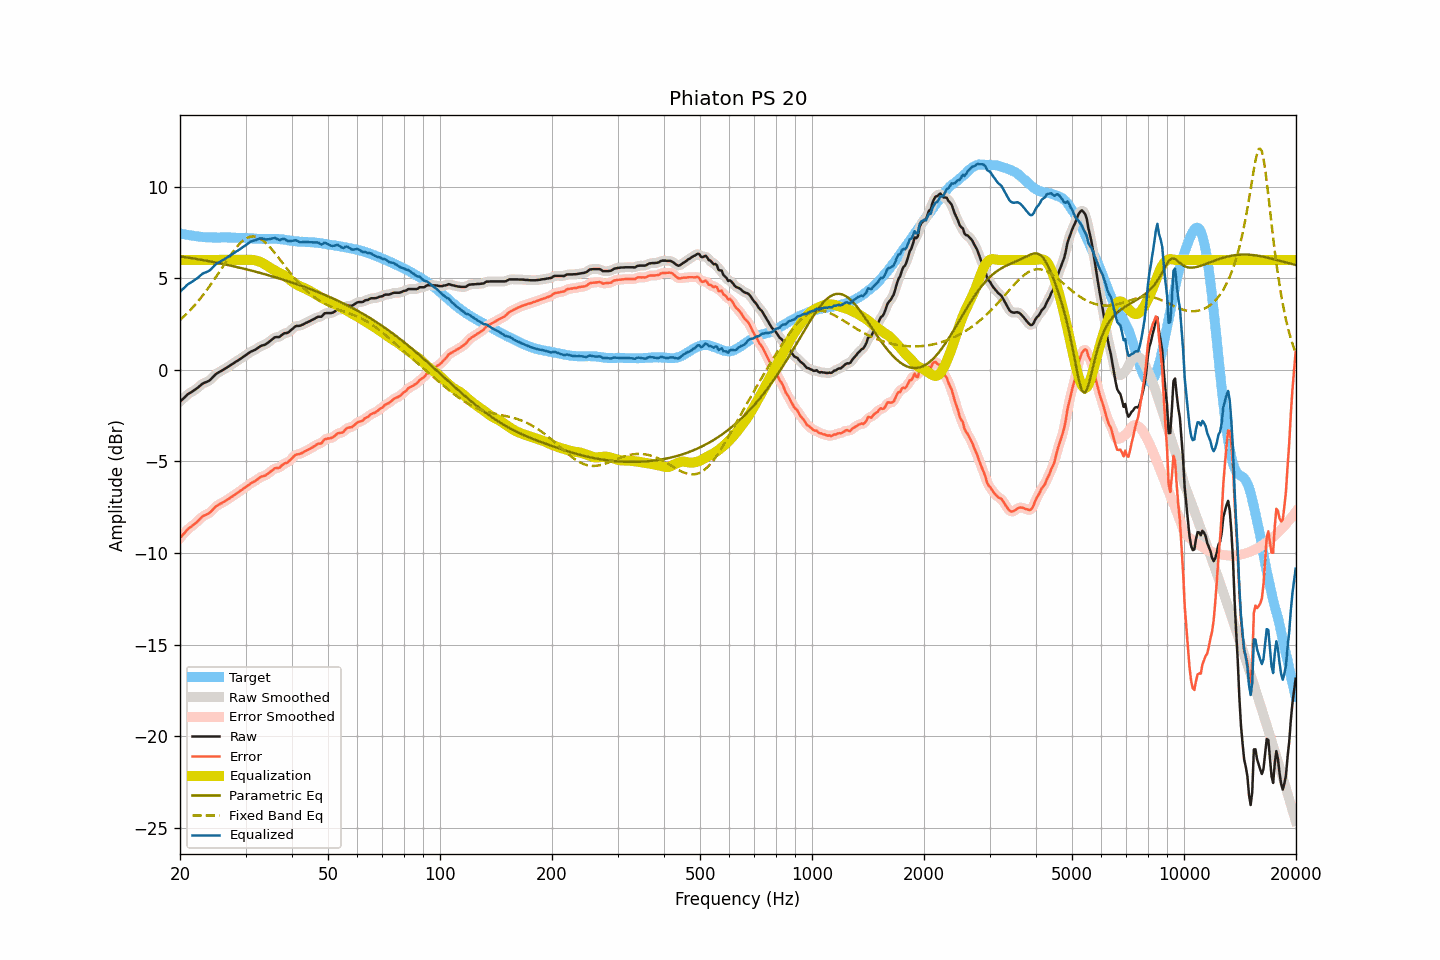 Phiaton PS 20
Amplitude (dBr)
10
5
0
−5
−10
−15
−20
−25
Target
Raw Smoothed
Error Smoothed
Raw
Error
Equalization
Parametric Eq
Fixed Band Eq
Equalized
20 50 100 200 500 1000 2000 5000 10000 20000
Frequency (Hz)